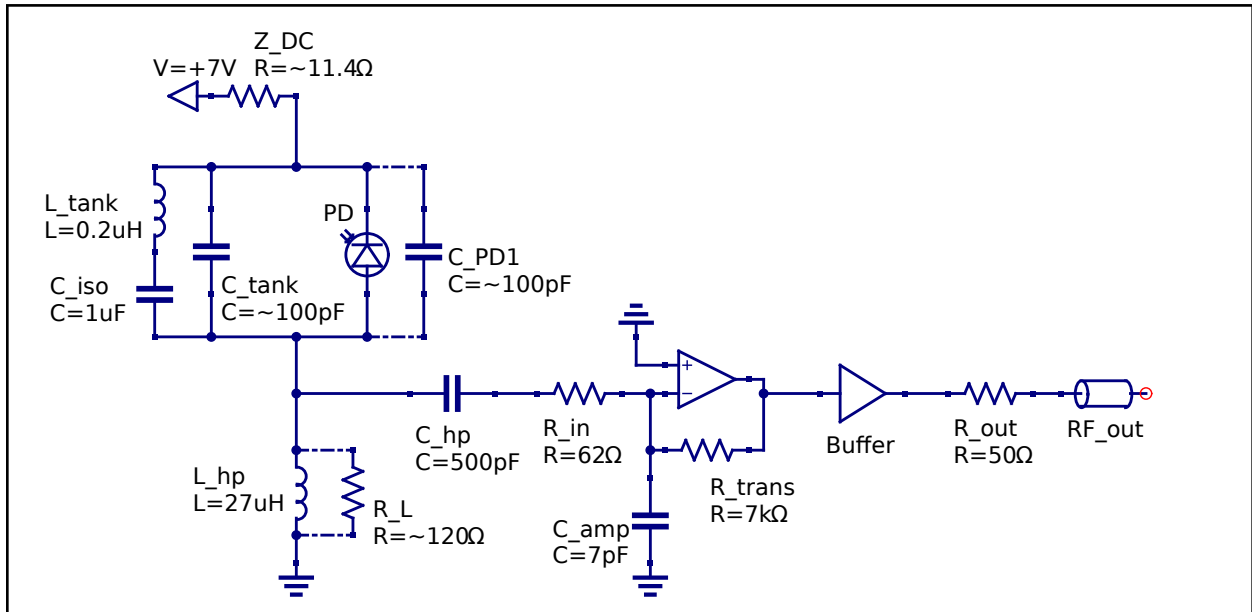 Z_DC
V=+7V
R=~11.4Ω
L_tank
L=0.2uH
PD
C_iso
C=1uF
C_tank
C=~100pF
C_PD1
C=~100pF
+
−
C_hp
C=500pF
R_in
R=62Ω
Buffer
R_out
R=50Ω
RF_out
L_hp
L=27uH
R_L
R=~120Ω
R_trans
R=7kΩ
C_amp
C=7pF